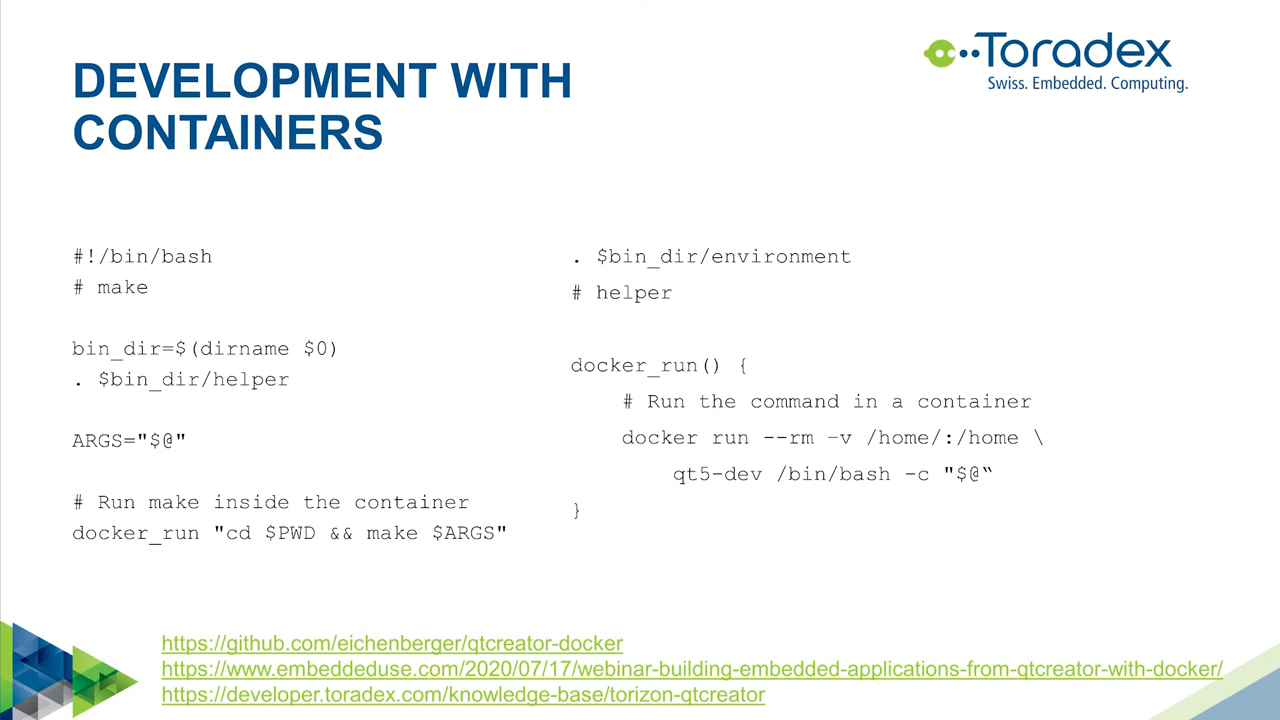 DEVELOPMENT WITH
CONTAINERS
Toradex
Swiss. Embedded. Computing.
#!/bin/bash
# make
bin_dir=$(dirname $0)
. $bin_dir/helper
ARGS="$@"
# Run make inside the container
docker_run "cd $PWD && make $ARGS"
. $bin_dir/environment
# helper
docker_run() {
# Run the command in a container
docker run --rm –v /home/:/home \
qt5-dev /bin/bash -c "$@“
}
https://github.com/eichenberger/qtcreator-docker
https://www.embeddeduse.com/2020/07/17/webinar-building-embedded-applications-from-qtcreator-with-docker/
https://developer.toradex.com/knowledge-base/torizon-qtcreator